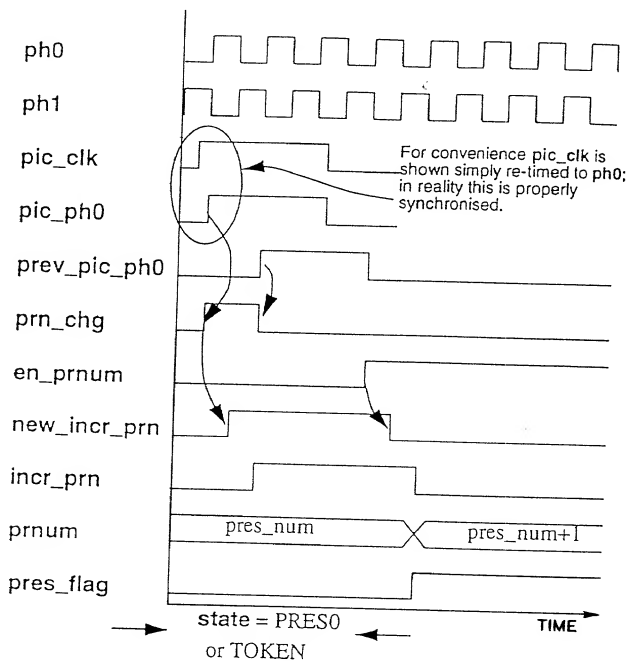 ph0
ph1
pic_clk
For convenience pic_clk is
shown simply re-timed to ph0;
in reality this is properly
synchronised.
pic_ph0
prev_pic_ph0
prn_chg
en_prnum
new_incr_prn
incr_prn
prnum
pres_num
pres_num+1
pres_flag
state = PRES0
or TOKEN
TIME